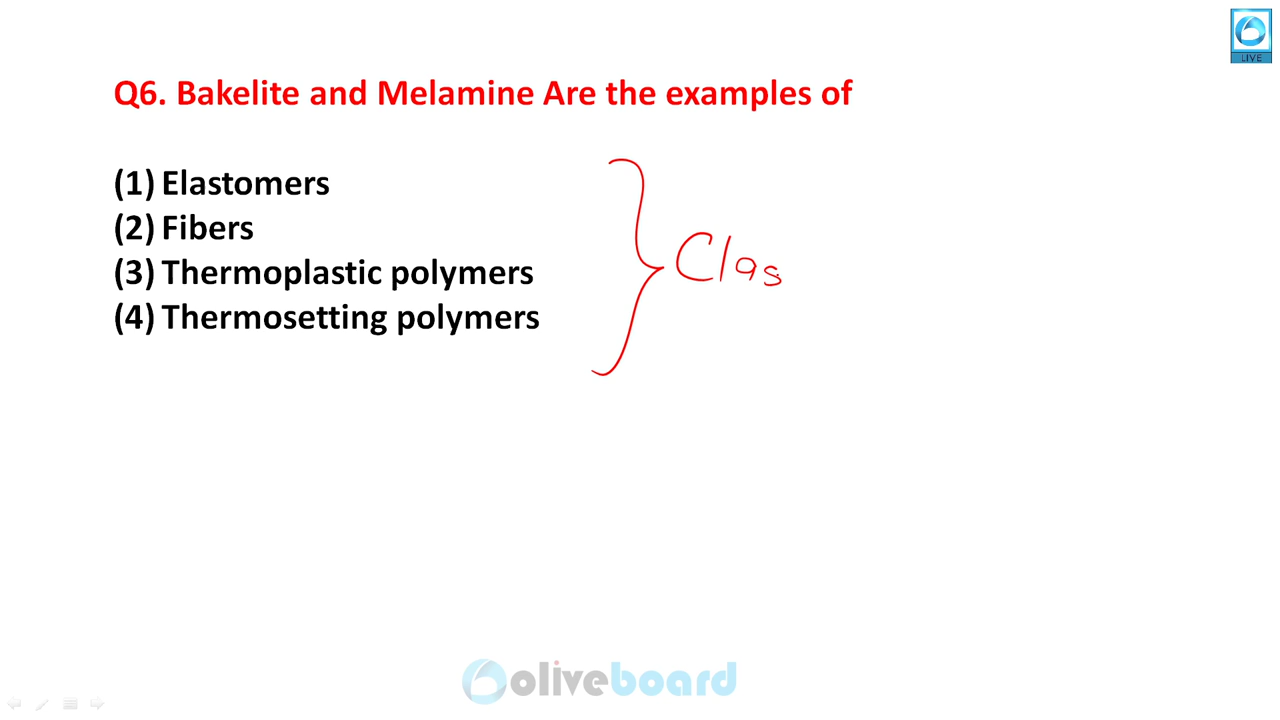 LIVE
Q6. Bakelite and Melamine Are the examples of
(1) Elastomers
(2) Fibers
(3) Thermoplastic polymers
(4) Thermosetting polymers
Clas
oliveboard